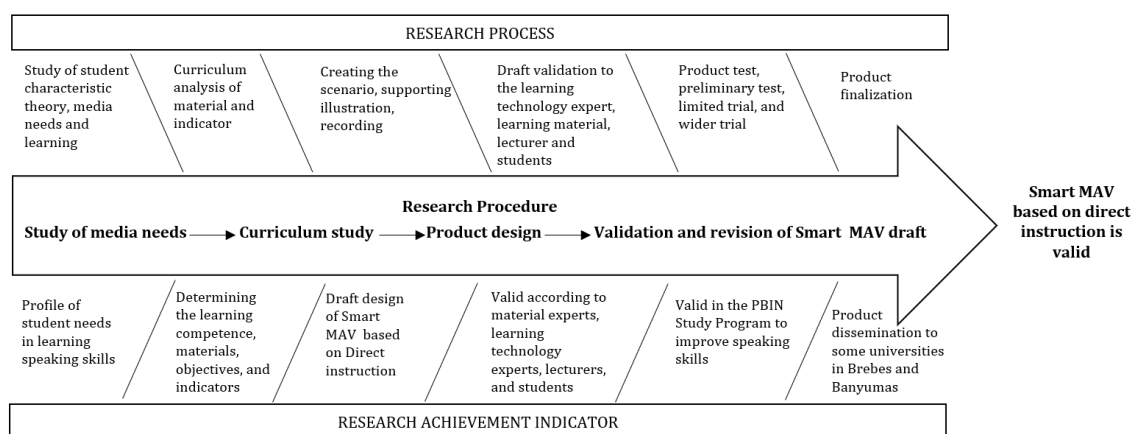 RESEARCH PROCESS
Study of student
characteristic
theory, media
needs and
learning
Curriculum
analysis of
material and
indicator
Creating the
scenario, supporting
illustration,
recording
Draft validation to
the learning
technology expert,
learning material,
lecturer and
students
Product test,
preliminary test,
limited trial, and
wider trial
Product
finalization
Research Procedure
Study of media needs Curriculum study Product design Validation and revision of Smart MAV draft
Smart MAV
based on direct
instruction is
valid
Profile of
student needs
in learning
speaking skills
Determining
the learning
competence,
materials,
objectives, and
indicators
Draft design
of Smart
MAV based
on Direct
instruction
Valid according to
material experts,
learning
technology
experts, lecturers,
and students
Valid in the PBIN
Study Program to
improve speaking
skills
Product
dissemination to
some universities
in Brebes and
Banyumas
RESEARCH ACHIEVEMENT INDICATOR